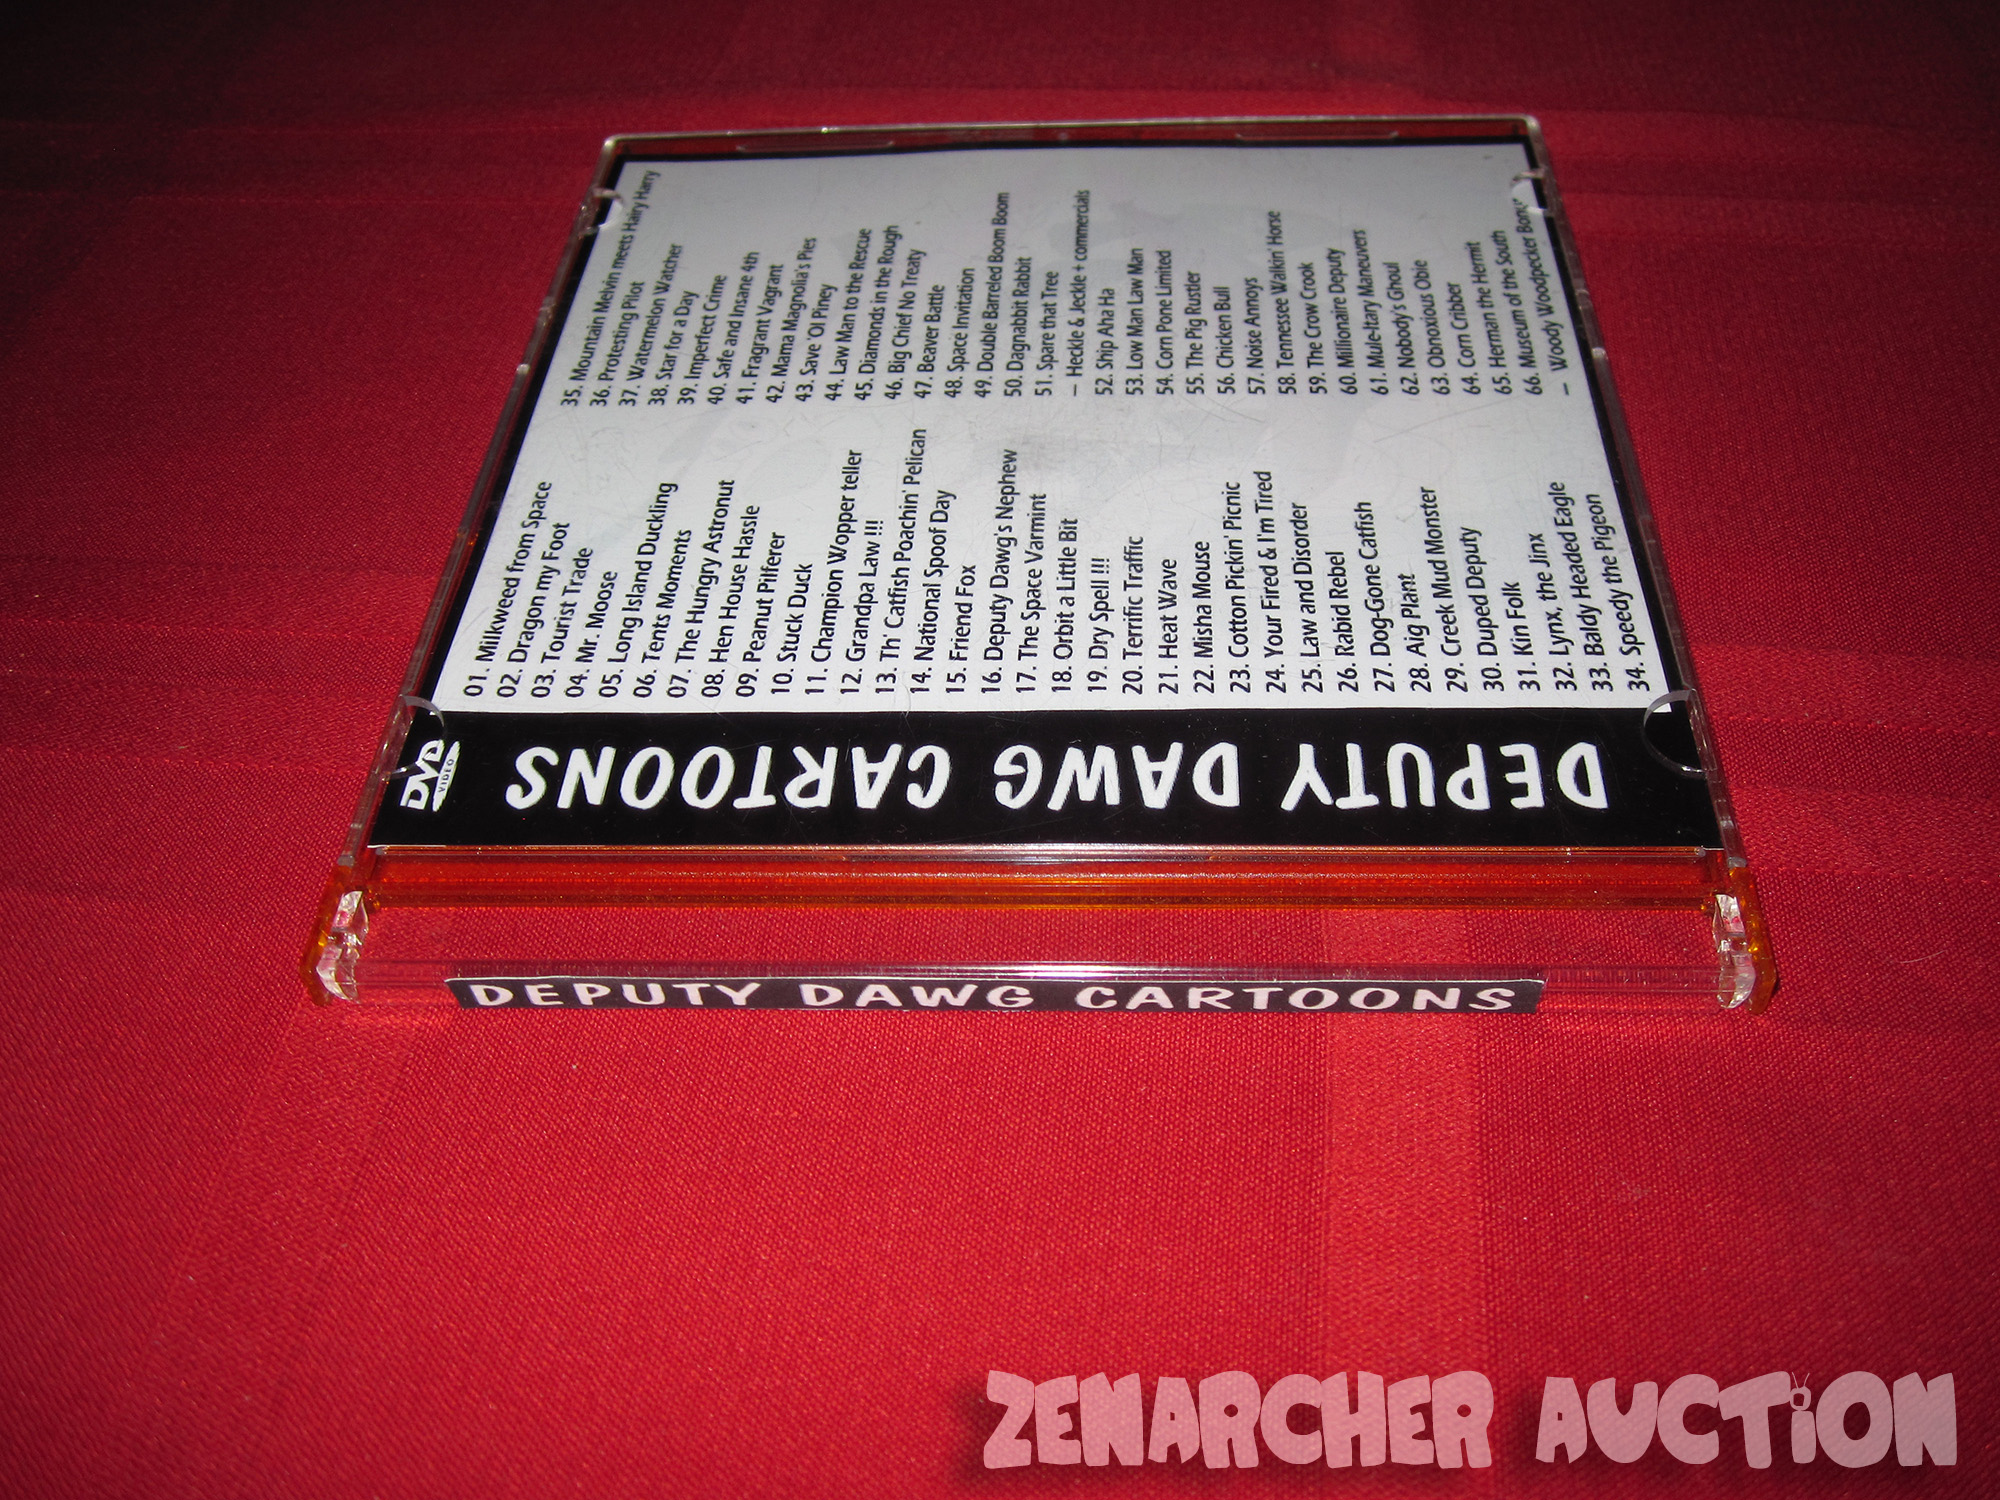 01. Milkweed from Space
02. Dragon my Foot
03. Tourist Trade
04. Mr. Moose
05. Long Island Duckling
06. Tents Moments
07. The Hungry Astronut
08. Hen House Hassle
09. Peanut Pilferer
10. Stuck Duck
11. Champion Wopper teller
12. Grandpa Law !!!
13. Th' Catfish Poachin' Pelican
14. National Spoof Day
15. Friend Fox
16. Deputy Dawg's Nephew
17. The Space Varmint
18. Orbit a Little Bit
19. Dry Spell !!!
20. Terrific Traffic
21. Heat Wave
22. Misha Mouse
23. Cotton Pickin' Picnic
24. Your Fired & I'm Tired
25. Law and Disorder
26. Rabid Rebel
27. Dog-Gone Catfish
28. Aig Plant
29. Creek Mud Monster
30. Duped Deputy
31. Kin Folk
32. Lynx, the Jinx
33. Baldy Headed Eagle
34. Speedy the Pigeon
35. Mountain Melvin meets Hairy Harry
36. Protesting Pilot
37. Watermelon Watcher
38. Star for a Day
39. Imperfect Crime
40. Safe and Insane 4th
41. Fragrant Vagrant
42. Mama Magnolia's Pies
43. Save 'Ol Piney
44. Law Man to the Rescue
45. Diamonds in the Rough
46. Big Chief No Treaty
47. Beaver Battle
48. Space Invitation
49. Double Barreled Boom Boom
50. Dagnabbit Rabbit
51. Spare that Tree
– Heckle & Jeckle + commercials
52. Ship Aha Ha
53. Low Man Law Man
54. Corn Pone Limited
55. The Pig Rustler
56. Chicken Bull
57. Noise Annoys
58. Tennessee Walkin' Horse
59. The Crow Crook
60. Millionaire Deputy
61. Mule-Itary Maneuvers
62. Nobody's Ghoul
63. Obnoxious Obie
64. Corn Cribber
65. Herman the Hermit
66. Museum of the South
– Woody Woodpecker
DVD
VIDEO
DEPUTY DAWG CARTOONS
DEPUTY DAWG CARTOONS
ZENARCHER AUCTION